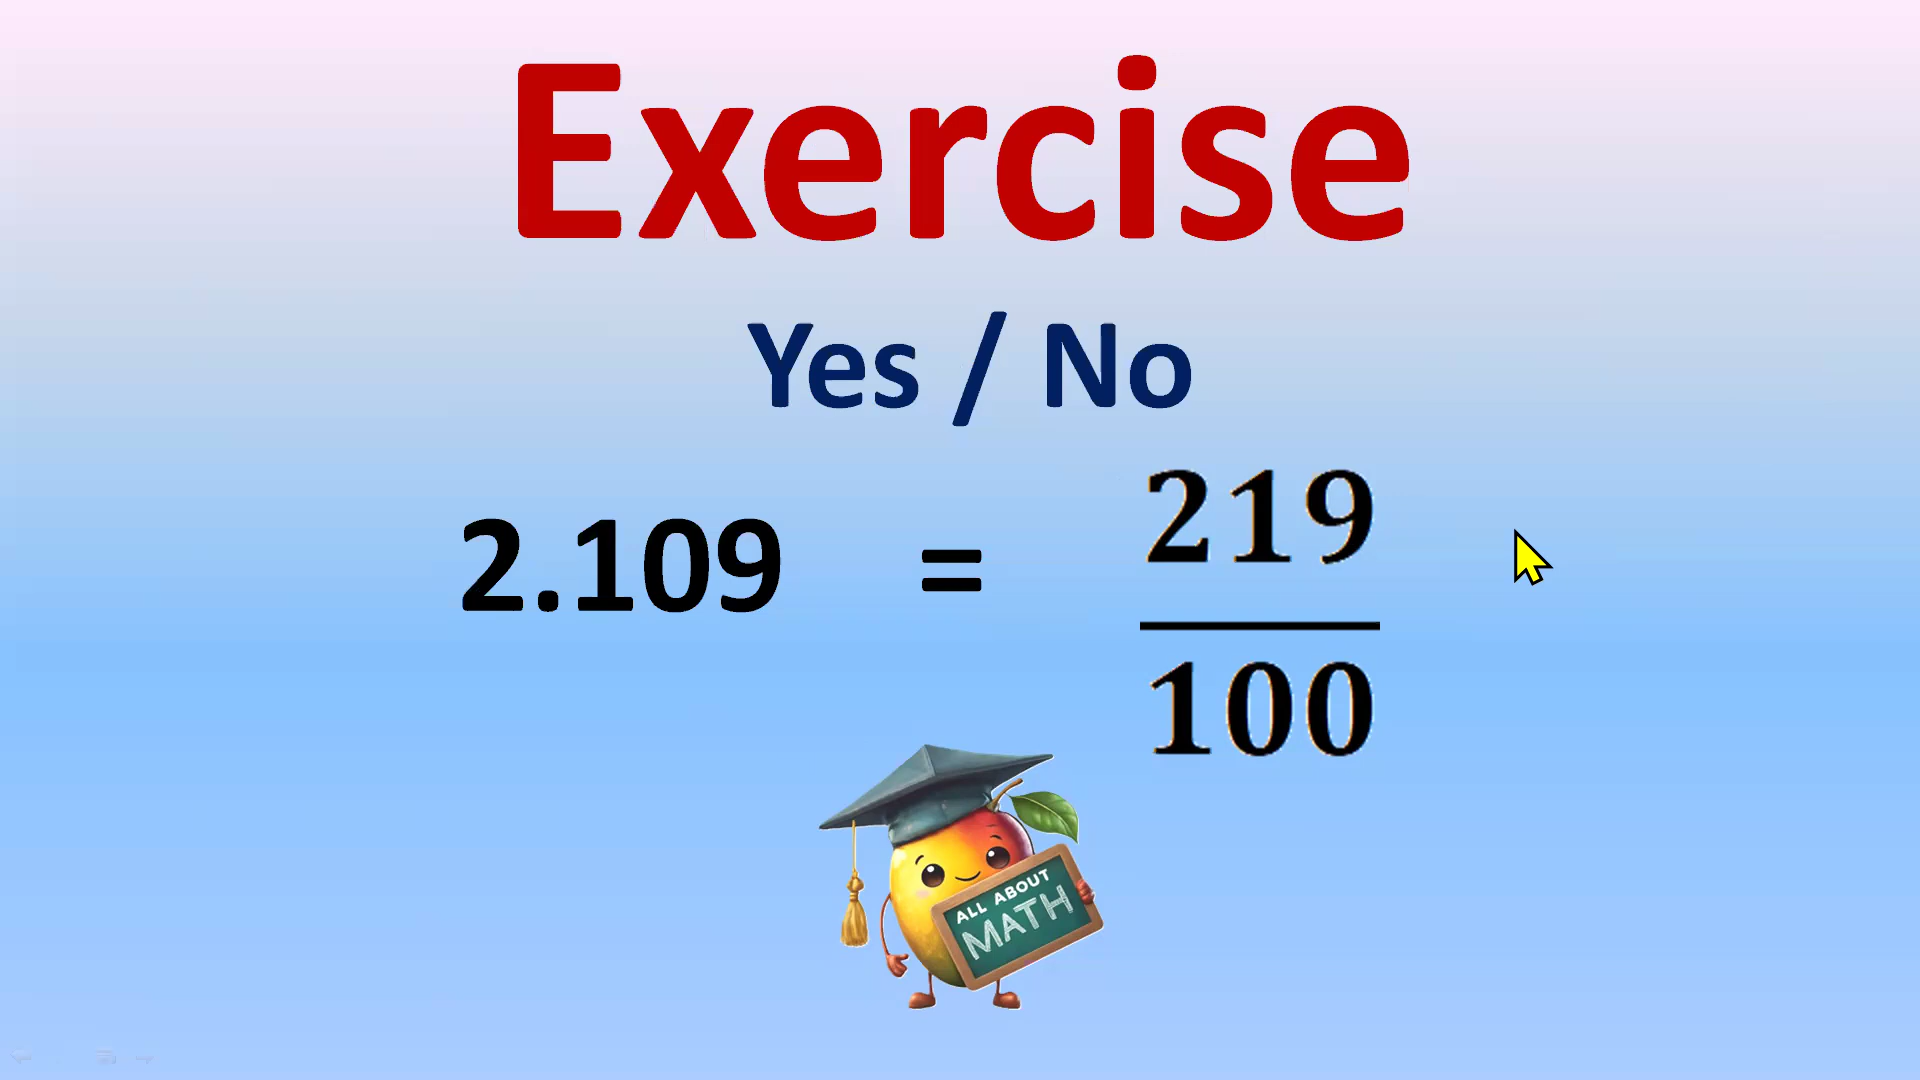 Exercise
Yes / No
2.109 = 219/100
ALL ABOUT
MATH